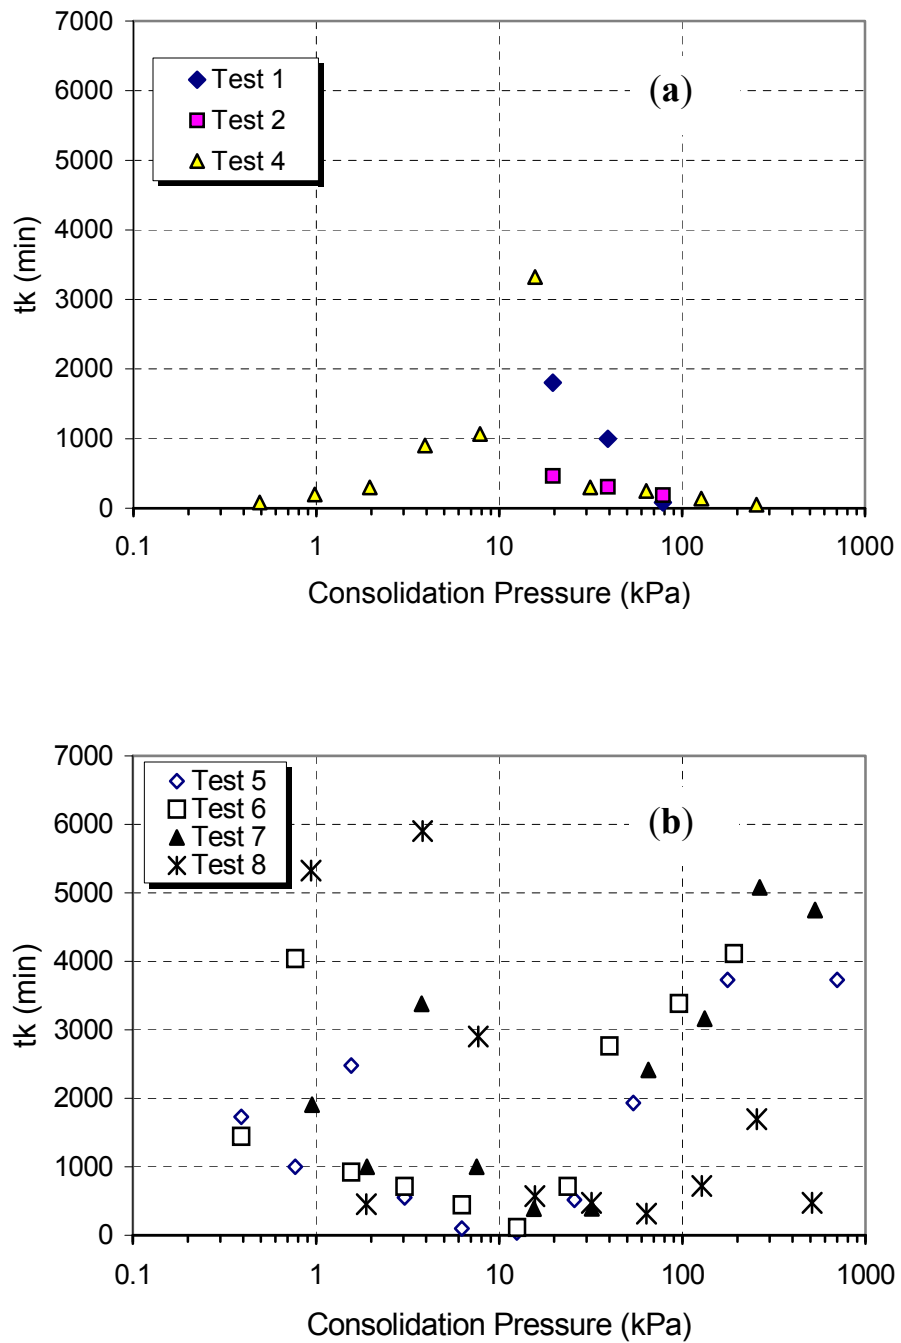 7000
6000
5000
4000
3000
2000
1000
0
tk (min)
Test 1
Test 2
Test 4
(a)
0.1 1 10 100 1000
Consolidation Pressure (kPa)
7000
6000
5000
4000
3000
2000
1000
0
tk (min)
Test 5
Test 6
Test 7
Test 8
(b)
0.1 1 10 100 1000
Consolidation Pressure (kPa)